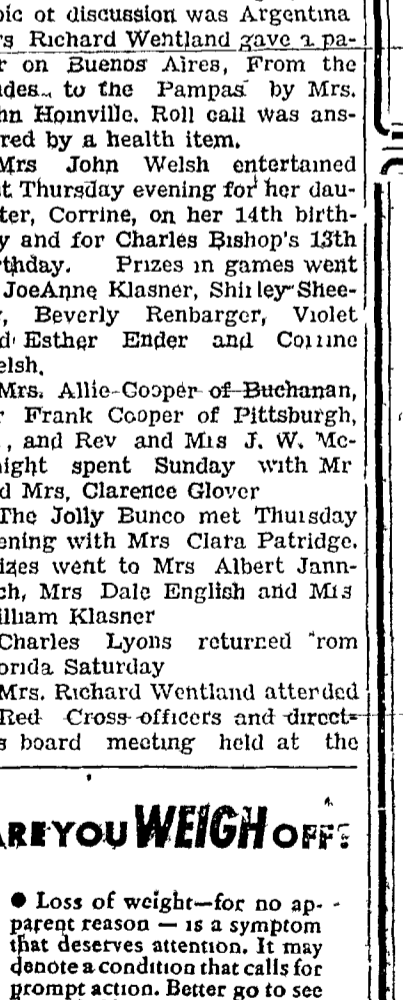 pic of discussion was Argentina
rs Richard Wentland gave a pa-
r on Buenos Aires, From the
des.. to the Pampas by Mrs.
hn Hoinville. Roll call was ans-
red by a health item.
Mrs John Welsh entertained
t Thursday evening for her dau-
ter, Corrine, on her 14th birth-
y and for Charles Bishop's 13th
rthday. Prizes in games went
JoeAnne Klasner, Shirley Shee-
, Beverly Renbarger, Violet
d Esther Ender and Corrine
elsh.
Mrs. Allie Cooper of Buchanan,
r Frank Cooper of Pittsburgh,
., and Rev and Mrs J. W. Mc-
ight spent Sunday with Mr
d Mrs, Clarence Glover
The Jolly Bunco met Thursday
ening with Mrs Clara Patridge.
izes went to Mrs Albert Jann-
ch, Mrs Dale English and Mrs
illiam Klasner
Charles Lyons returned from
orida Saturday
Mrs. Richard Wentland attended
Red Cross officers and direct-
s board meeting held at the
ARE YOU WEIGH OFF?
● Loss of weight—for no ap-
parent reason — is a symptom
that deserves attention. It may
denote a condition that calls for
prompt action. Better go to see